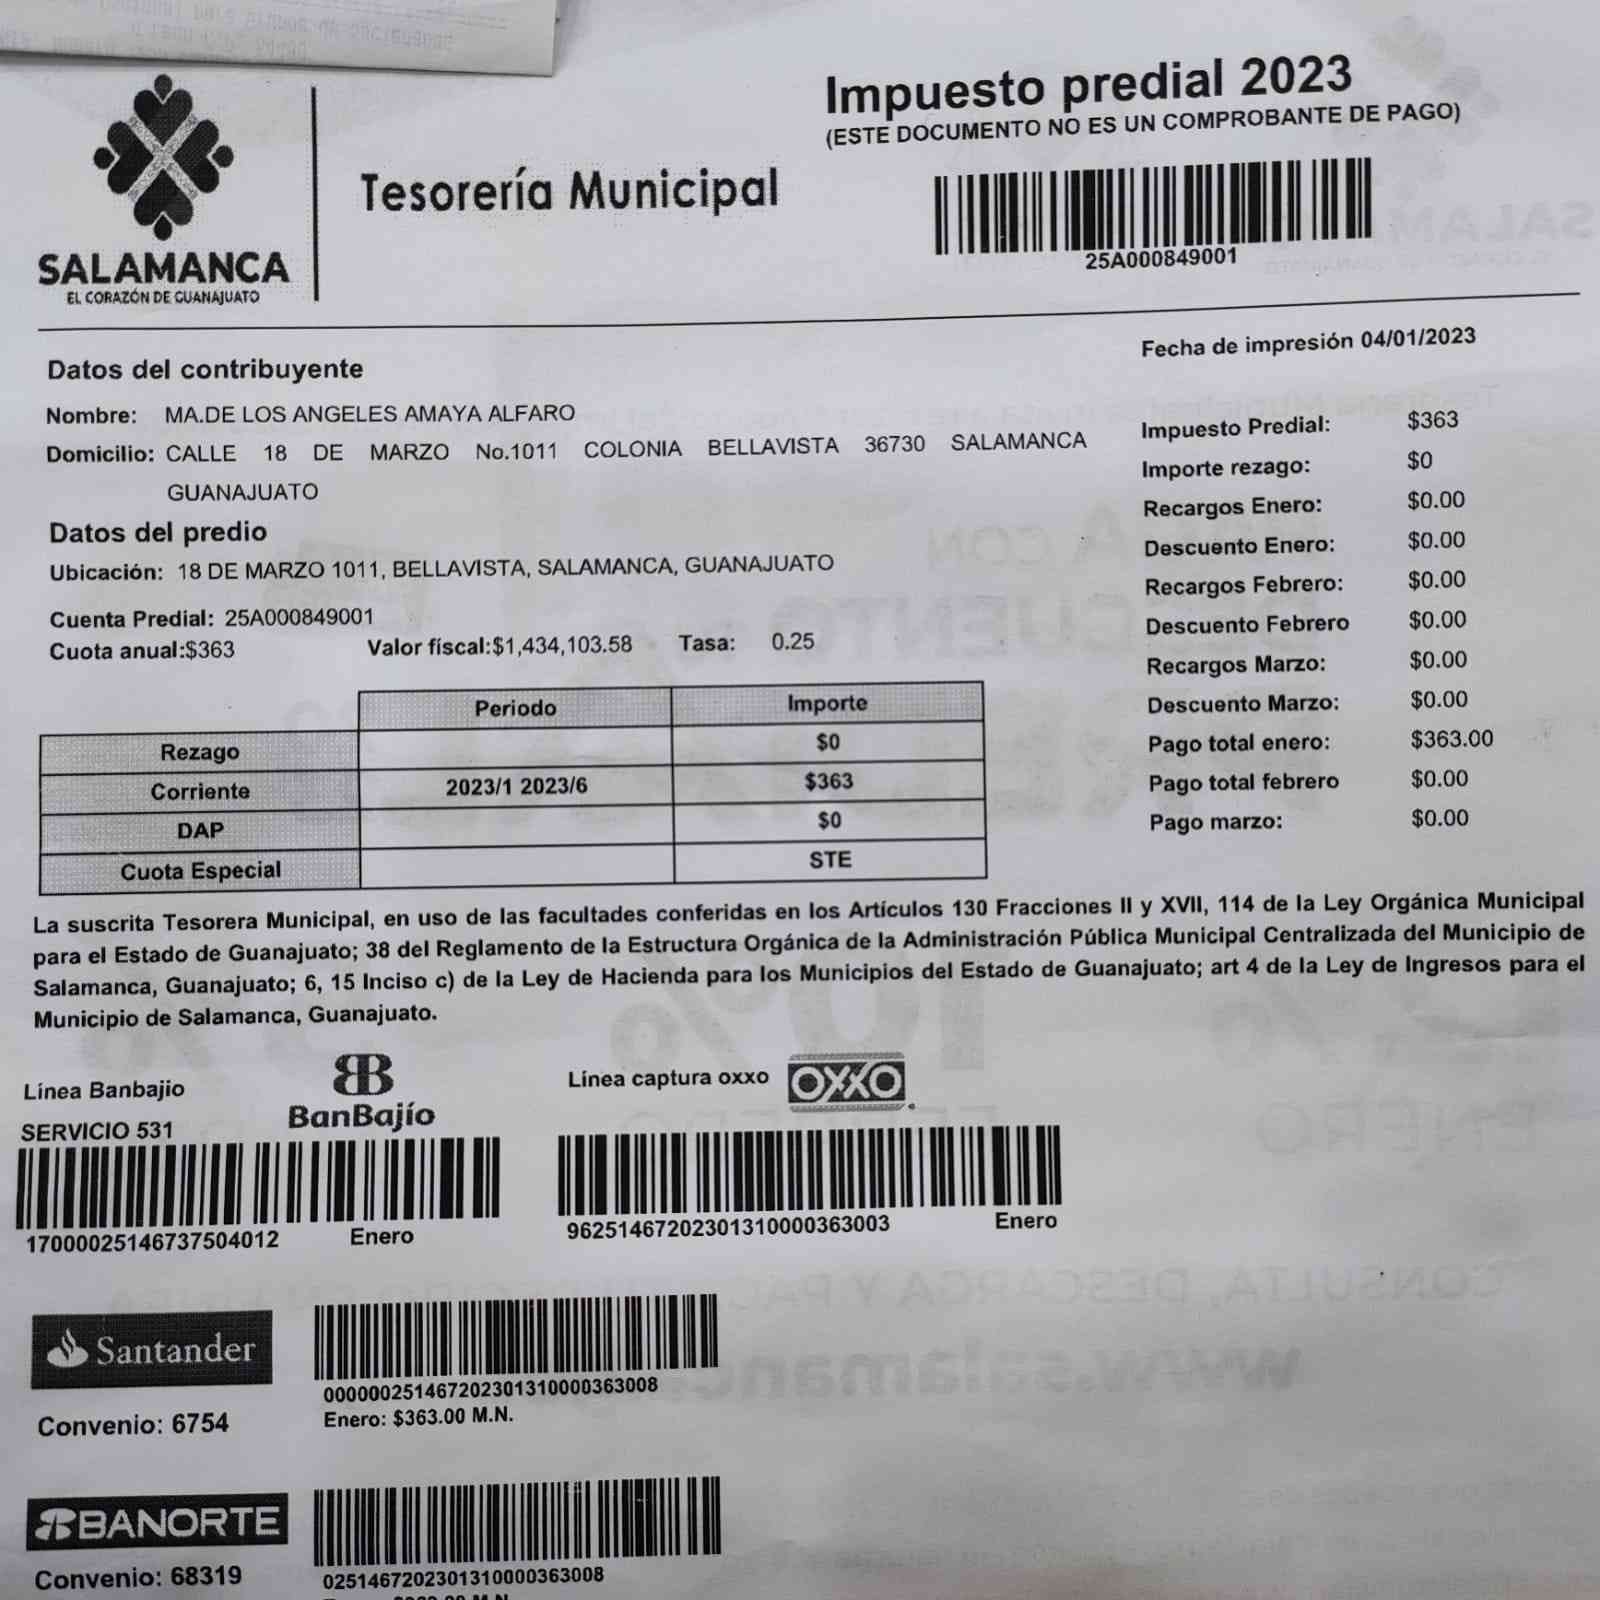 Impuesto predial 2023
(ESTE DOCUMENTO NO ES UN COMPROBANTE DE PAGO)
Tesorería Municipal
25A000849001
SALAMANCA
EL CORAZÓN DE GUANAJUATO
Fecha de impresión 04/01/2023
Datos del contribuyente
Nombre: MA.DE LOS ANGELES AMAYA ALFARO
Domicilio: CALLE 18 DE MARZO No.1011 COLONIA BELLAVISTA 36730 SALAMANCA
GUANAJUATO
Datos del predio
Ubicación: 18 DE MARZO 1011, BELLAVISTA, SALAMANCA, GUANAJUATO
Cuenta Predial: 25A000849001
Cuota anual:$363 Valor físcal:$1,434,103.58 Tasa: 0.25
Impuesto Predial: $363
Importe rezago: $0
Recargos Enero: $0.00
Descuento Enero: $0.00
Recargos Febrero: $0.00
Descuento Febrero $0.00
Recargos Marzo: $0.00
Descuento Marzo: $0.00
Pago total enero: $363.00
Pago total febrero $0.00
Pago marzo: $0.00
Periodo Importe
Rezago $0
Corriente 2023/1 2023/6 $363
DAP $0
Cuota Especial STE
La suscrita Tesorera Municipal, en uso de las facultades conferidas en los Artículos 130 Fracciones II y XVII, 114 de la Ley Orgánica Municipal
para el Estado de Guanajuato; 38 del Reglamento de la Estructura Orgánica de la Administración Pública Municipal Centralizada del Municipio de
Salamanca, Guanajuato; 6, 15 Inciso c) de la Ley de Hacienda para los Municipios del Estado de Guanajuato; art 4 de la Ley de Ingresos para el
Municipio de Salamanca, Guanajuato.
Línea Banbajio
BanBajío
SERVICIO 531
17000025146737504012 Enero
Línea captura oxxo
OXXO
9625146720230131000036​3003 Enero
Santander
Convenio: 6754
000000251467202301310000363008
Enero: $363.00 M.N.
BANORTE
Convenio: 68319
0251467202301310000363008